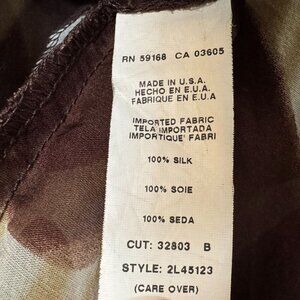 RN 59168 CA 03605
MADE IN U.S.A.
HECHO EN E.U.A.
FABRIQUE EN E.U.A
IMPORTED FABRIC
TELA IMPORTADA
IMPORTIQUE' FABRI
100% SILK
100% SOIE
100% SEDA
CUT: 32803 B
STYLE: 2L45123
(CARE OVER)